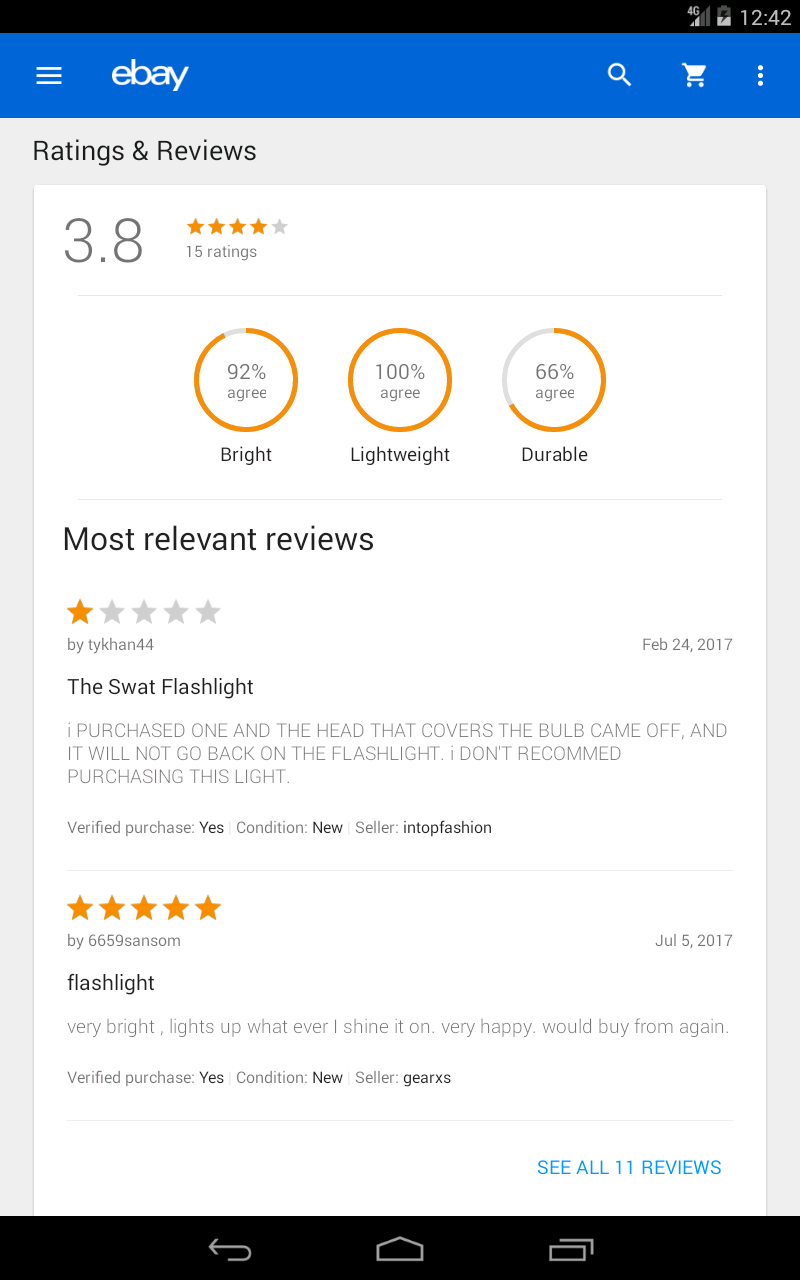 4G 12:42
ebay
Ratings & Reviews
3.8
15 ratings
92% agree
100% agree
66% agree
Bright
Lightweight
Durable
Most relevant reviews
by tykhan44
Feb 24, 2017
The Swat Flashlight
i PURCHASED ONE AND THE HEAD THAT COVERS THE BULB CAME OFF, AND
IT WILL NOT GO BACK ON THE FLASHLIGHT. i DON'T RECOMMED
PURCHASING THIS LIGHT.
Verified purchase: Yes | Condition: New | Seller: intopfashion
by 6659sansom
Jul 5, 2017
flashlight
very bright , lights up what ever I shine it on. very happy. would buy from again.
Verified purchase: Yes | Condition: New | Seller: gearxs
SEE ALL 11 REVIEWS